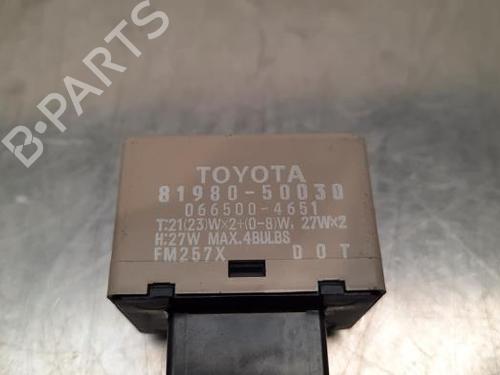 B-PARTS
TOYOTA
81980-50030
066500-4651
T:21(23)W×2+(0-8)W, 27W×2
H:27W MAX.4BULBS
FM257X DOT